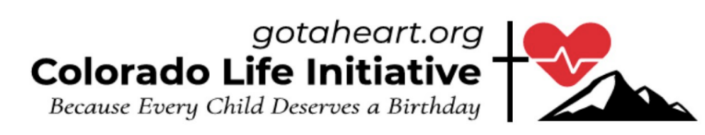 gotaheart.org
Colorado Life Initiative
Because Every Child Deserves a Birthday